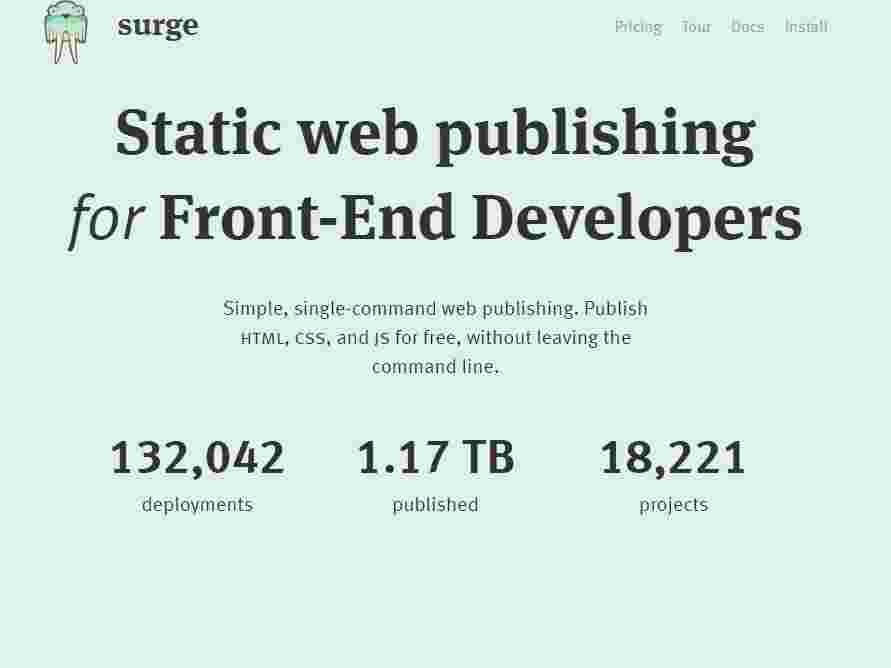 surge
Pricing Tour Docs Install
Static web publishing
for Front-End Developers
Simple, single-command web publishing. Publish
HTML, CSS, and JS for free, without leaving the
command line.
132,042 1.17 TB 18,221
deployments published projects